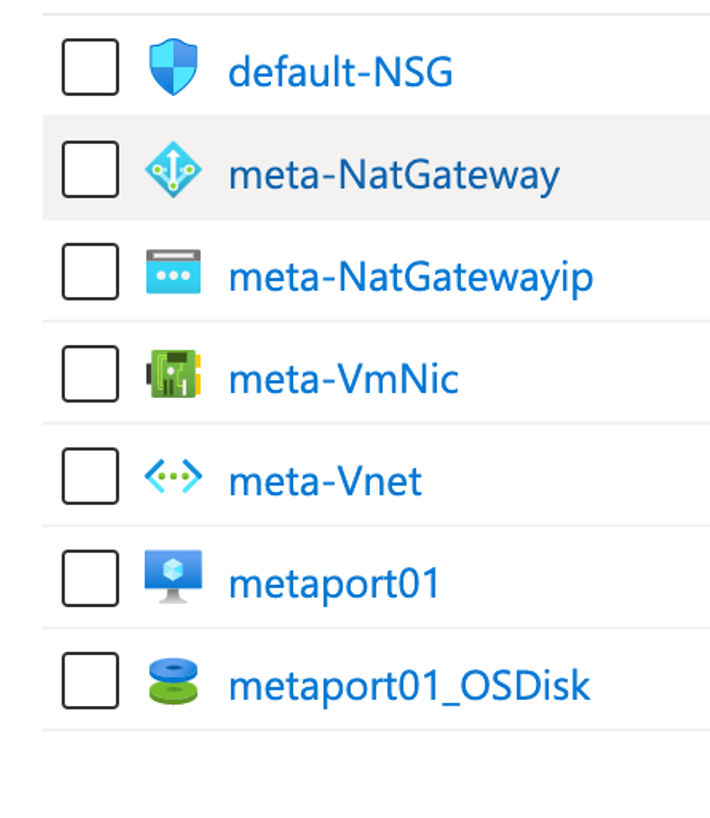 default-NSG
meta-NatGateway
meta-NatGatewayip
meta-VmNic
meta-Vnet
metaport01
metaport01_OSDisk